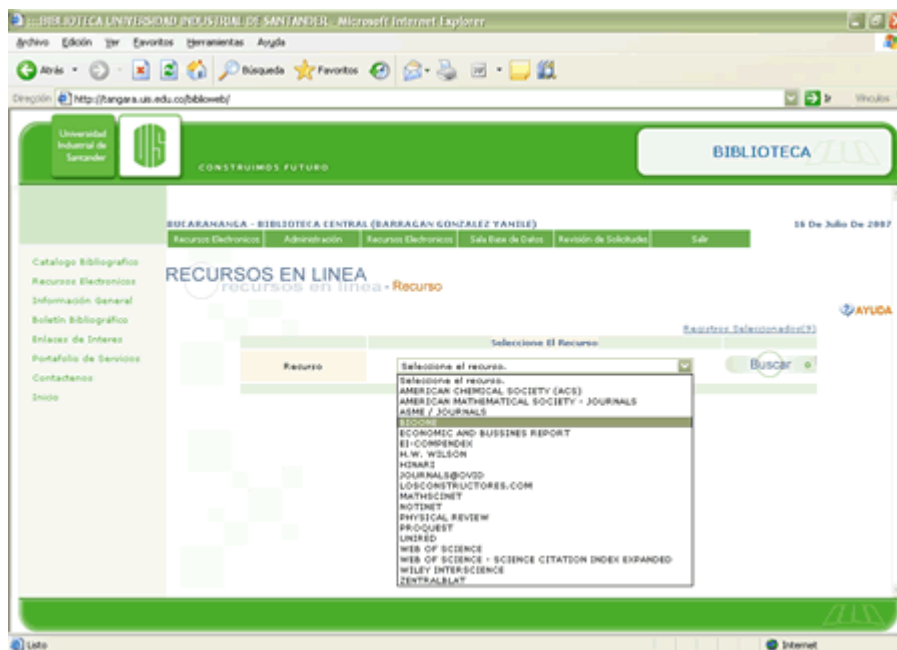 :::BIBLIOTECA UNIVERSIDAD INDUSTRIAL DE SANTANDER - Microsoft Internet Explorer
Archivo Edición Ver Favoritos Herramientas Ayuda
Atrás Búsqueda Favoritos
Dirección http://tangara.uis.edu.co/biblioweb/ Ir Vínculos
Universidad
Industrial de
Santander
UIS
CONSTRUIMOS FUTURO
BIBLIOTECA
BUCARAMANGA - BIBLIOTECA CENTRAL (BARRAGAN GONZALEZ YAMILE) 16 De Julio De 2007
Recursos Electronicos Administración Recursos Electronicos Sala Base de Datos Revisión de Solicitudes Salir
Catalogo Bibliografico
Recursos Electronicos
Información General
Boletín Bibliográfico
Enlaces de Interes
Portafolio de Servicios
Contactenos
Inicio
RECURSOS EN LINEA
recursos en linea - Recurso
AYUDA
Registros Seleccionados(9)
Seleccione El Recurso
Recurso Seleccione el recurso. Buscar
Seleccione el recurso.
AMERICAN CHEMICAL SOCIETY (ACS)
AMERICAN MATHEMATICAL SOCIETY - JOURNALS
ASME / JOURNALS
BIOONE
ECONOMIC AND BUSSINES REPORT
EI-COMPENDEX
H.W. WILSON
HINARI
JOURNALS@OVID
LOSCONSTRUCTORES.COM
MATHSCINET
NOTINET
PHYSICAL REVIEW
PROQUEST
UNIRED
WEB OF SCIENCE
WEB OF SCIENCE - SCIENCE CITATION INDEX EXPANDED
WILEY INTERSCIENCE
ZENTRALBLAT
Listo Internet